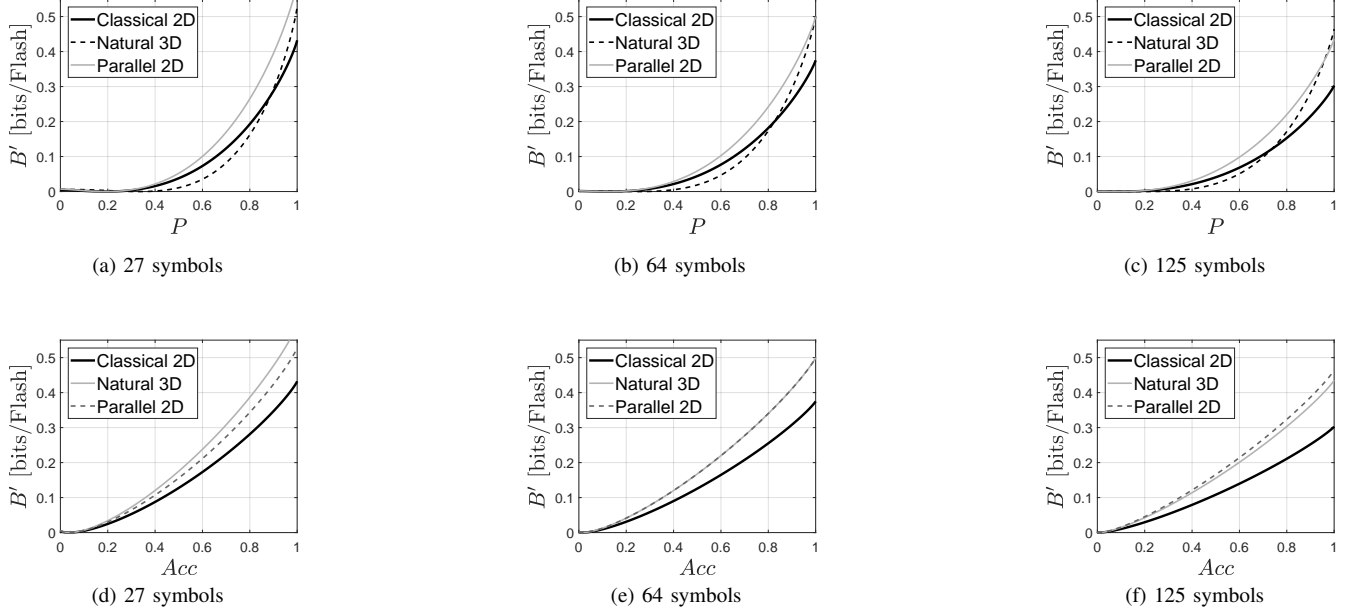 B′ [bits/Flash]
0.5
0.4
0.3
0.2
0.1
0
Classical 2D
Natural 3D
Parallel 2D
0 0.2 0.4 0.6 0.8 1
P
(a) 27 symbols
B′ [bits/Flash]
0.5
0.4
0.3
0.2
0.1
0
Classical 2D
Natural 3D
Parallel 2D
0 0.2 0.4 0.6 0.8 1
P
(b) 64 symbols
B′ [bits/Flash]
0.5
0.4
0.3
0.2
0.1
0
Classical 2D
Natural 3D
Parallel 2D
0 0.2 0.4 0.6 0.8 1
P
(c) 125 symbols
B′ [bits/Flash]
0.5
0.4
0.3
0.2
0.1
0
Classical 2D
Natural 3D
Parallel 2D
0 0.2 0.4 0.6 0.8 1
Acc
(d) 27 symbols
B′ [bits/Flash]
0.5
0.4
0.3
0.2
0.1
0
Classical 2D
Natural 3D
Parallel 2D
0 0.2 0.4 0.6 0.8 1
Acc
(e) 64 symbols
B′ [bits/Flash]
0.5
0.4
0.3
0.2
0.1
0
Classical 2D
Natural 3D
Parallel 2D
0 0.2 0.4 0.6 0.8 1
Acc
(f) 125 symbols